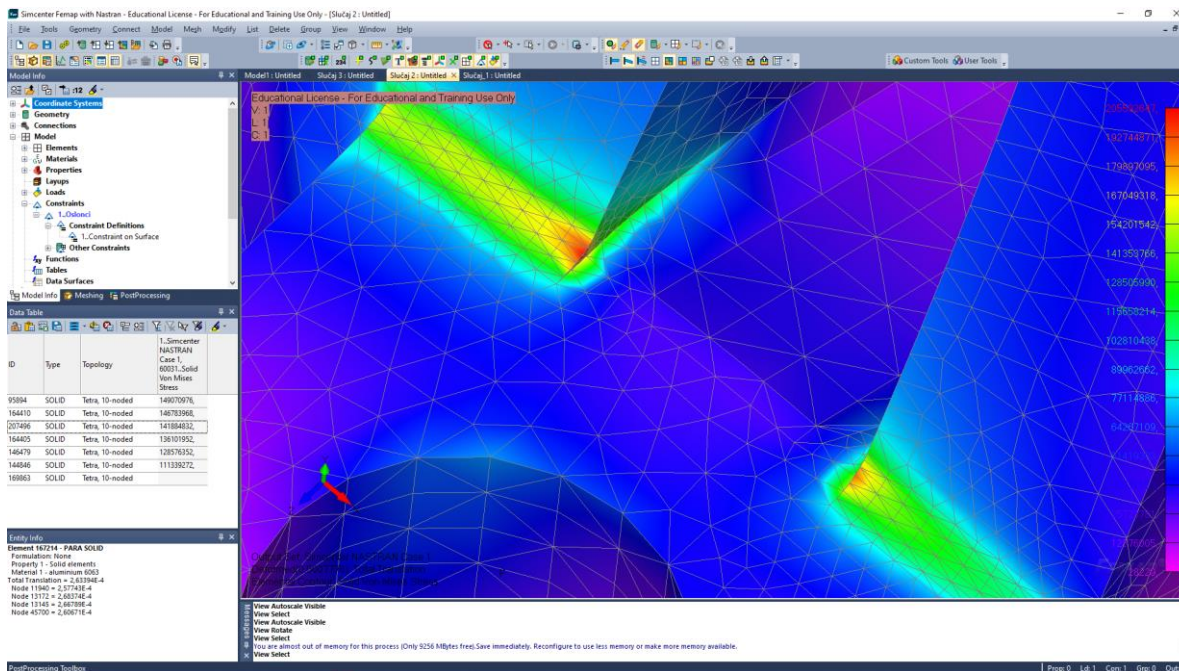 Simcenter Femap with Nastran - Educational License - For Educational and Training Use Only - [Slučaj 2 : Untitled]
File Tools Geometry Connect Model Mesh Modify List Delete Group View Window Help
Custom Tools User Tools
Model Info
Model1 : Untitled Slučaj 3 : Untitled Slučaj 2 : Untitled Slučaj_1 : Untitled
Coordinate Systems
Geometry
Connections
Model
Elements
Materials
Properties
Layups
Loads
Constraints
1..Oslonci
Constraint Definitions
1..Constraint on Surface
Other Constraints
Functions
Tables
Data Surfaces
Model Info Meshing PostProcessing
Data Table
ID Type Topology 1..Simcenter NASTRAN Case 1, 60031..Solid Von Mises Stress
95894 SOLID Tetra, 10-noded 149070976,
164410 SOLID Tetra, 10-noded 146783968,
207496 SOLID Tetra, 10-noded 141884832,
164405 SOLID Tetra, 10-noded 136101952,
146479 SOLID Tetra, 10-noded 128576352,
144846 SOLID Tetra, 10-noded 111339272,
169863 SOLID Tetra, 10-noded
Entity Info
Element 167214 - PARA SOLID
Formulation: None
Property 1 - Solid elements
Material 1 - aluminium 6063
Total Translation = 2,63394E-4
Node 11940 = 2,57743E-4
Node 13172 = 2,68374E-4
Node 13145 = 2,66789E-4
Node 45700 = 2,60671E-4
Educational License - For Educational and Training Use Only
V: 1
L: 1
C: 1
192744871,
179897095,
167049318,
154201542,
141353766,
128505990,
115658214,
102810438,
89962662,
77114886,
64267109,
Messages
View Autoscale Visible
View Select
View Autoscale Visible
View Rotate
View Select
You are almost out of memory for this process (Only 9256 MBytes free).Save immediately. Reconfigure to use less memory or make more memory available.
View Select
PostProcessing Toolbox
Prop: 0 Ld: 1 Con: 1 Grp: 0 Out: